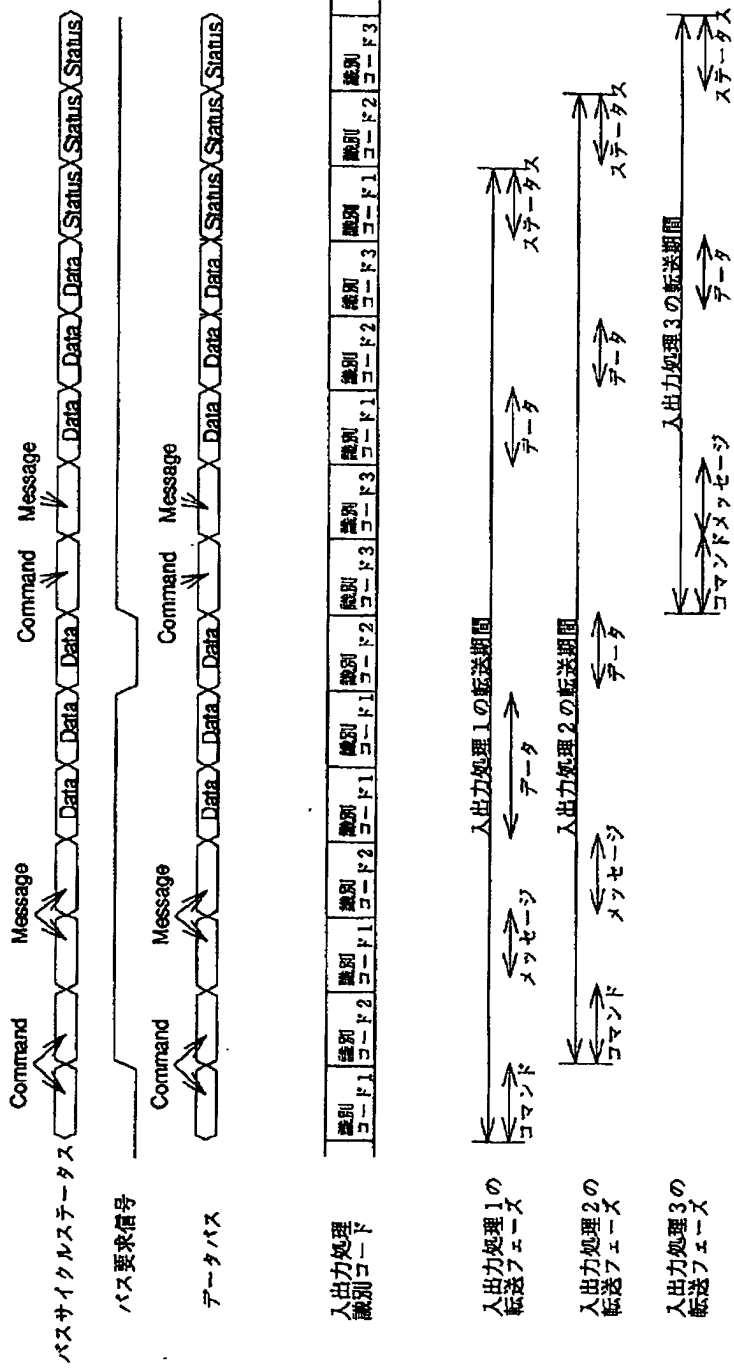 Command Message Command Message
バスサイクルステータス Data Data Data Data Data Data Status Status Status
バス要求信号
Command Message Command Message
データバス Data Data Data Data Data Data Status Status Status
入出力処理
識別コード
識別コード1 識別コード2 識別コード1 識別コード2 識別コード1 識別コード1 識別コード2 識別コード3 識別コード3 識別コード1 識別コード2 識別コード3 識別コード1 識別コード2 識別コード3
入出力処理1の転送期間
入出力処理1の
転送フェーズ
コマンド メッセージ データ データ ステータス
入出力処理2の転送期間
入出力処理2の
転送フェーズ
コマンド メッセージ データ データ ステータス
入出力処理3の転送期間
入出力処理3の
転送フェーズ
コマンド メッセージ データ ステータス